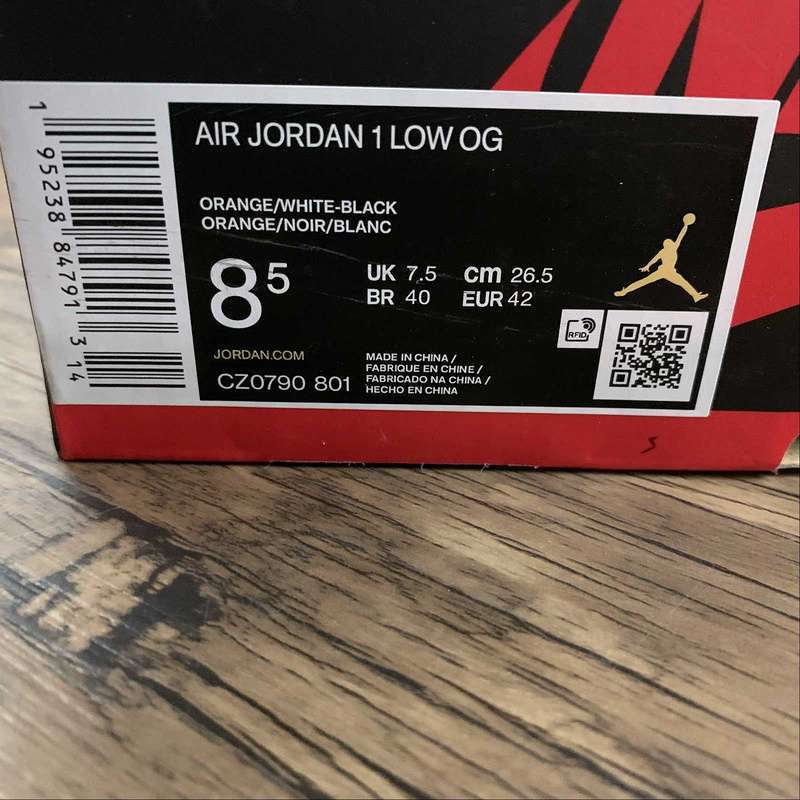 1 95238 84791 3 14
AIR JORDAN 1 LOW OG
ORANGE/WHITE-BLACK
ORANGE/NOIR/BLANC
8 5
UK 7.5 cm 26.5
BR 40 EUR 42
RFID
JORDAN.COM
CZ0790 801
MADE IN CHINA /
FABRIQUE EN CHINE /
FABRICADO NA CHINA /
HECHO EN CHINA